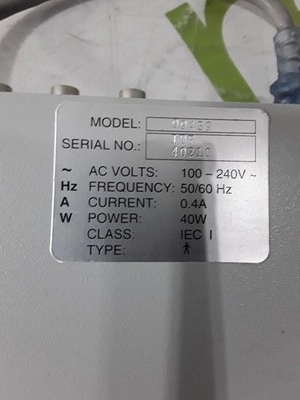 MODEL:
SERIAL NO.:
~ AC VOLTS: 100 – 240V ~
Hz FREQUENCY: 50/60 Hz
A CURRENT: 0.4A
W POWER: 40W
CLASS: IEC I
TYPE: